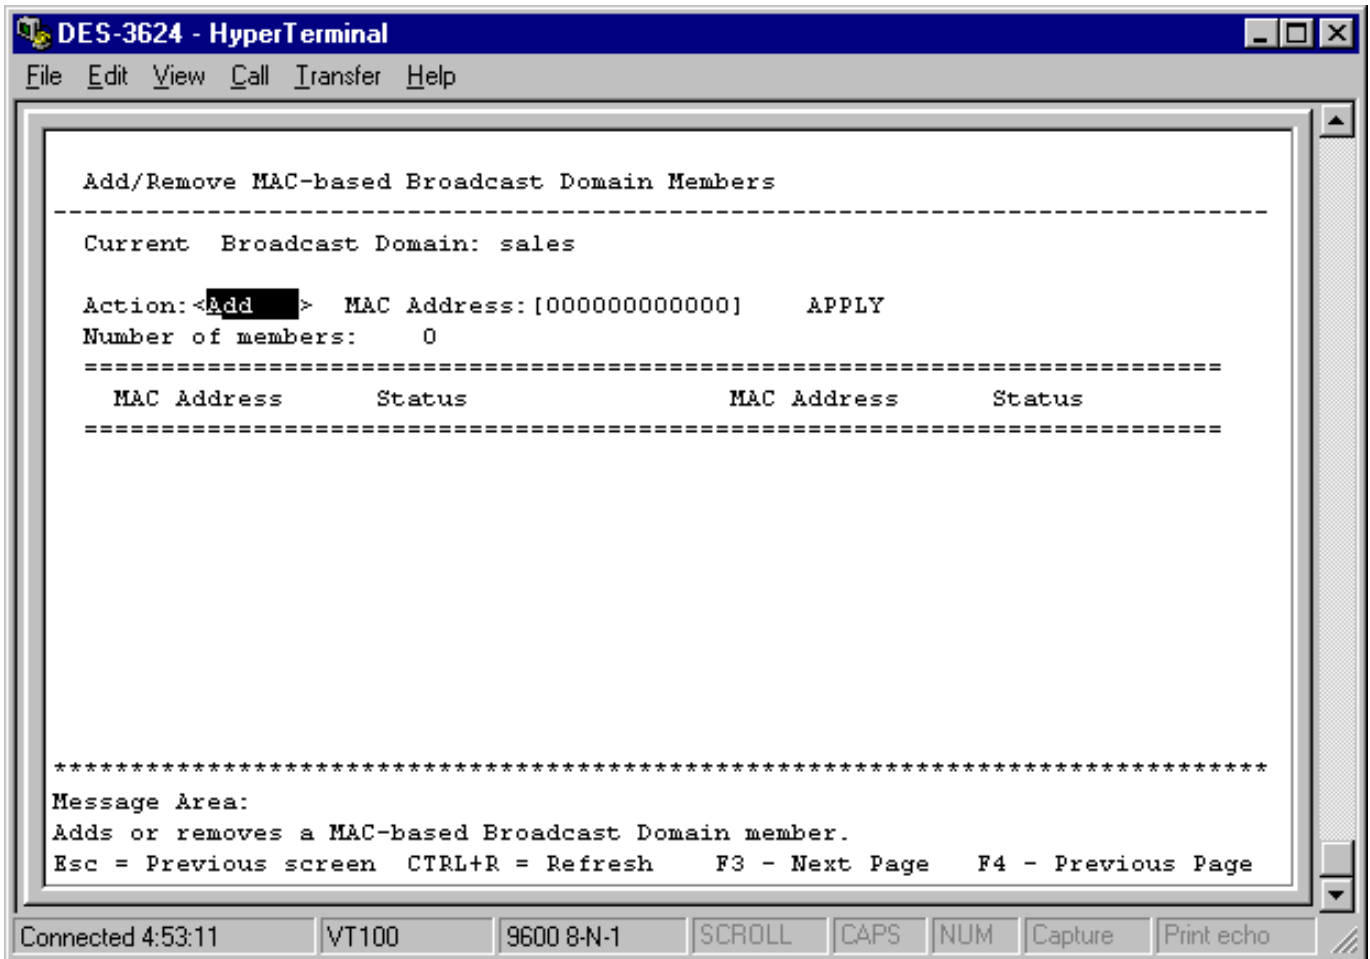 DES-3624 - HyperTerminal
File Edit View Call Transfer Help
Add/Remove MAC-based Broadcast Domain Members
--------------------------------------------------------------------------------
Current  Broadcast Domain: sales
Action:<Add   >  MAC Address:[000000000000]    APPLY
Number of members:    0
==========================================================================
MAC Address      Status                 MAC Address      Status
==========================================================================
********************************************************************************
Message Area:
Adds or removes a MAC-based Broadcast Domain member.
Esc = Previous screen  CTRL+R = Refresh    F3 - Next Page   F4 - Previous Page
Connected 4:53:11 VT100 9600 8-N-1 SCROLL CAPS NUM Capture Print echo